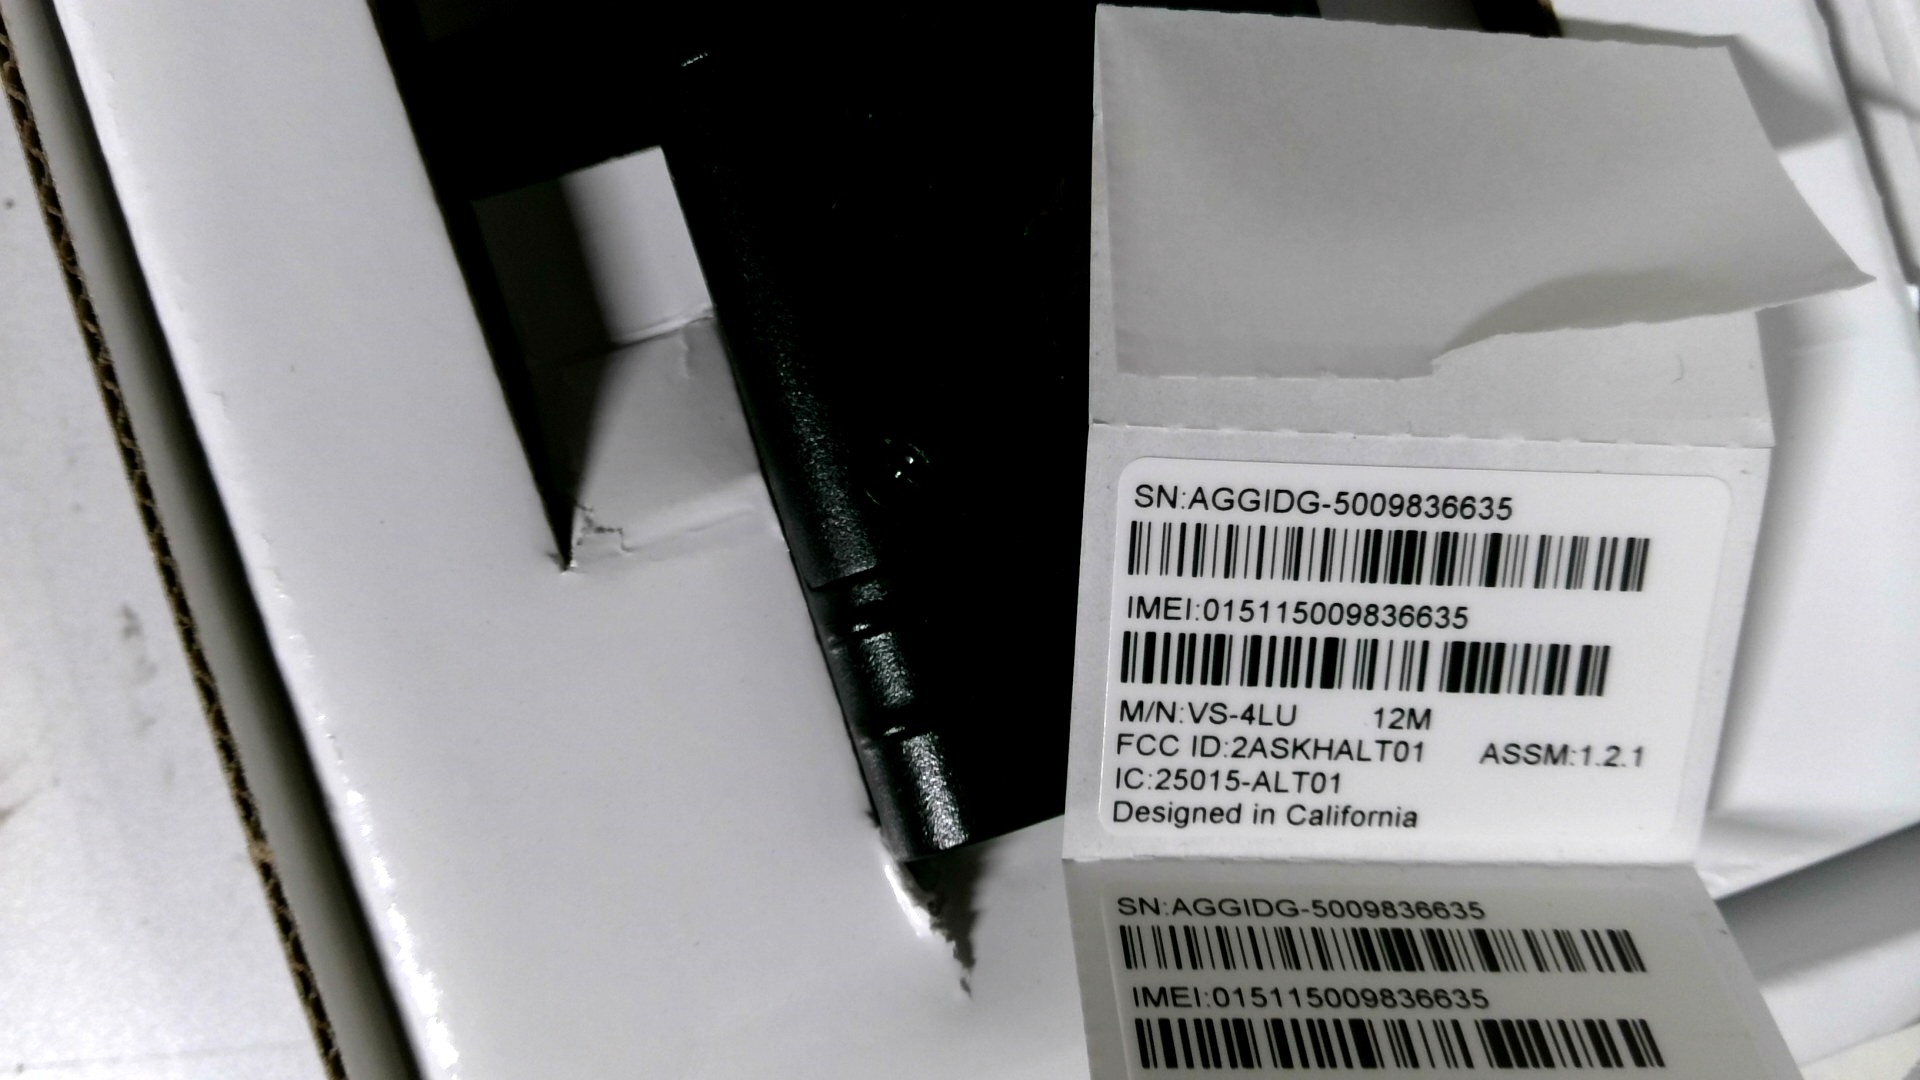 SN:AGGIDG-5009836635
IMEI:015115009836635
M/N:VS-4LU 12M
FCC ID:2ASKHALT01 ASSM:1.2.1
IC:25015-ALT01
Designed in California
SN:AGGIDG-5009836635
IMEI:015115009836635